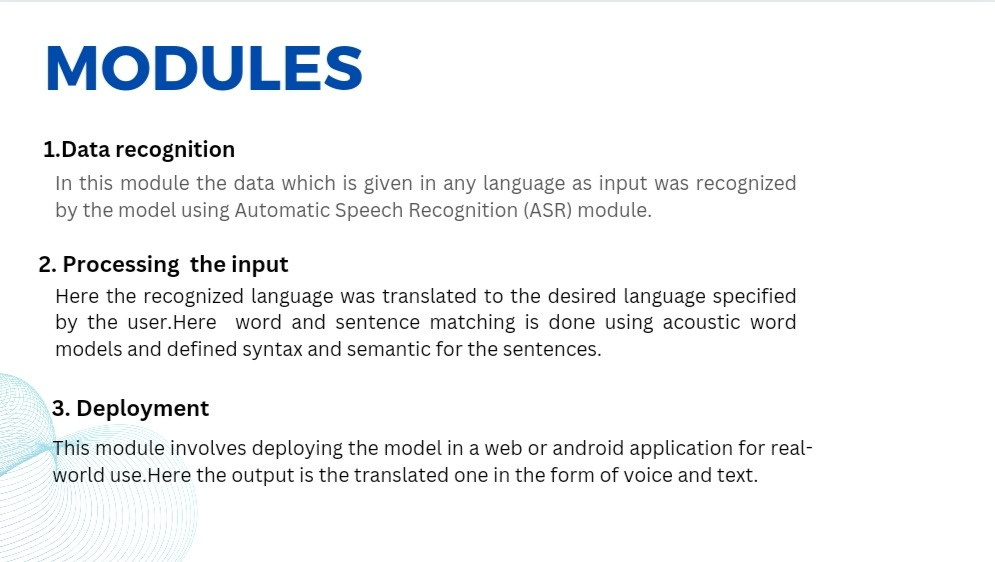 MODULES
1.Data recognition
In this module the data which is given in any language as input was recognized
by the model using Automatic Speech Recognition (ASR) module.
2. Processing  the input
Here the recognized language was translated to the desired language specified
by the user.Here  word and sentence matching is done using acoustic word
models and defined syntax and semantic for the sentences.
3. Deployment
This module involves deploying the model in a web or android application for real-
world use.Here the output is the translated one in the form of voice and text.